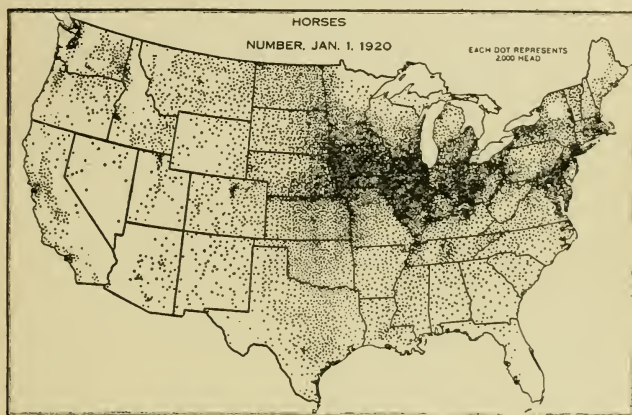 HORSES
NUMBER, JAN. 1, 1920
EACH DOT REPRESENTS
2,000 HEAD